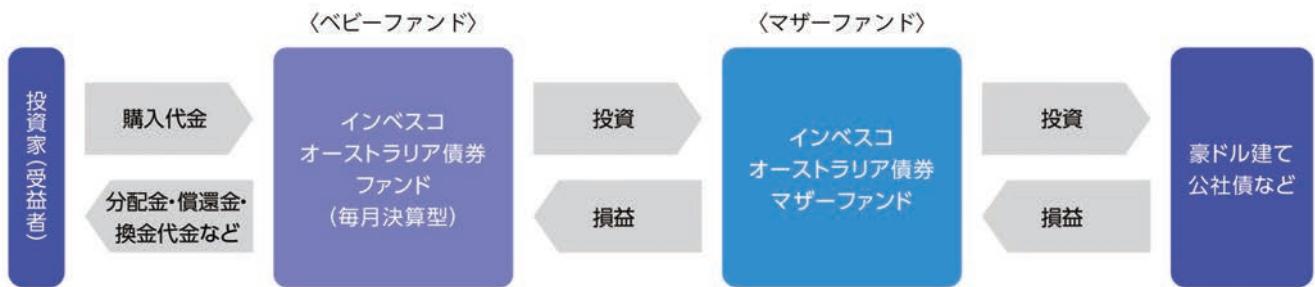 〈ベビーファンド〉
〈マザーファンド〉
投資家(受益者)
購入代金
分配金・償還金・
換金代金など
インベスコ
オーストラリア債券
ファンド
(毎月決算型)
投資
損益
インベスコ
オーストラリア債券
マザーファンド
投資
損益
豪ドル建て
公社債など